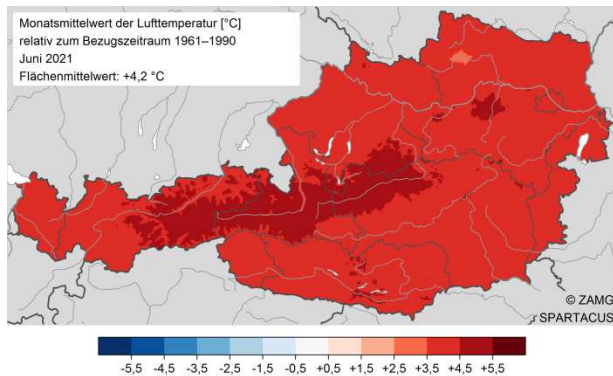 Monatsmittelwert der Lufttemperatur [°C]
relativ zum Bezugszeitraum 1961–1990
Juni 2021
Flächenmittelwert: +4,2 °C
© ZAMG
SPARTACUS
-5,5 -4,5 -3,5 -2,5 -1,5 -0,5 +0,5 +1,5 +2,5 +3,5 +4,5 +5,5